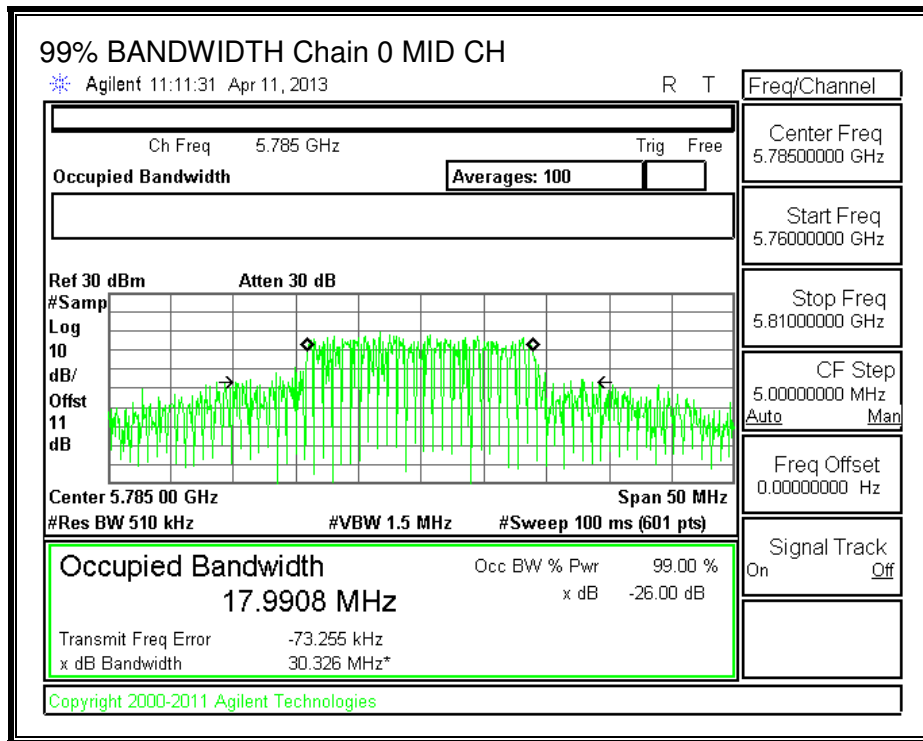 99% BANDWIDTH Chain 0 MID CH
Agilent 11:11:31 Apr 11, 2013 R T
Freq/Channel
Ch Freq 5.785 GHz Trig Free
Occupied Bandwidth Averages: 100
Center Freq
5.78500000 GHz
Start Freq
5.76000000 GHz
Stop Freq
5.81000000 GHz
CF Step
5.00000000 MHz
Auto Man
Freq Offset
0.00000000 Hz
Signal Track
On Off
Ref 30 dBm Atten 30 dB
#Samp
Log
10
dB/
Offst
11
dB
Center 5.785 00 GHz Span 50 MHz
#Res BW 510 kHz #VBW 1.5 MHz #Sweep 100 ms (601 pts)
Occupied Bandwidth Occ BW % Pwr 99.00 %
17.9908 MHz x dB -26.00 dB
Transmit Freq Error -73.255 kHz
x dB Bandwidth 30.326 MHz*
Copyright 2000-2011 Agilent Technologies